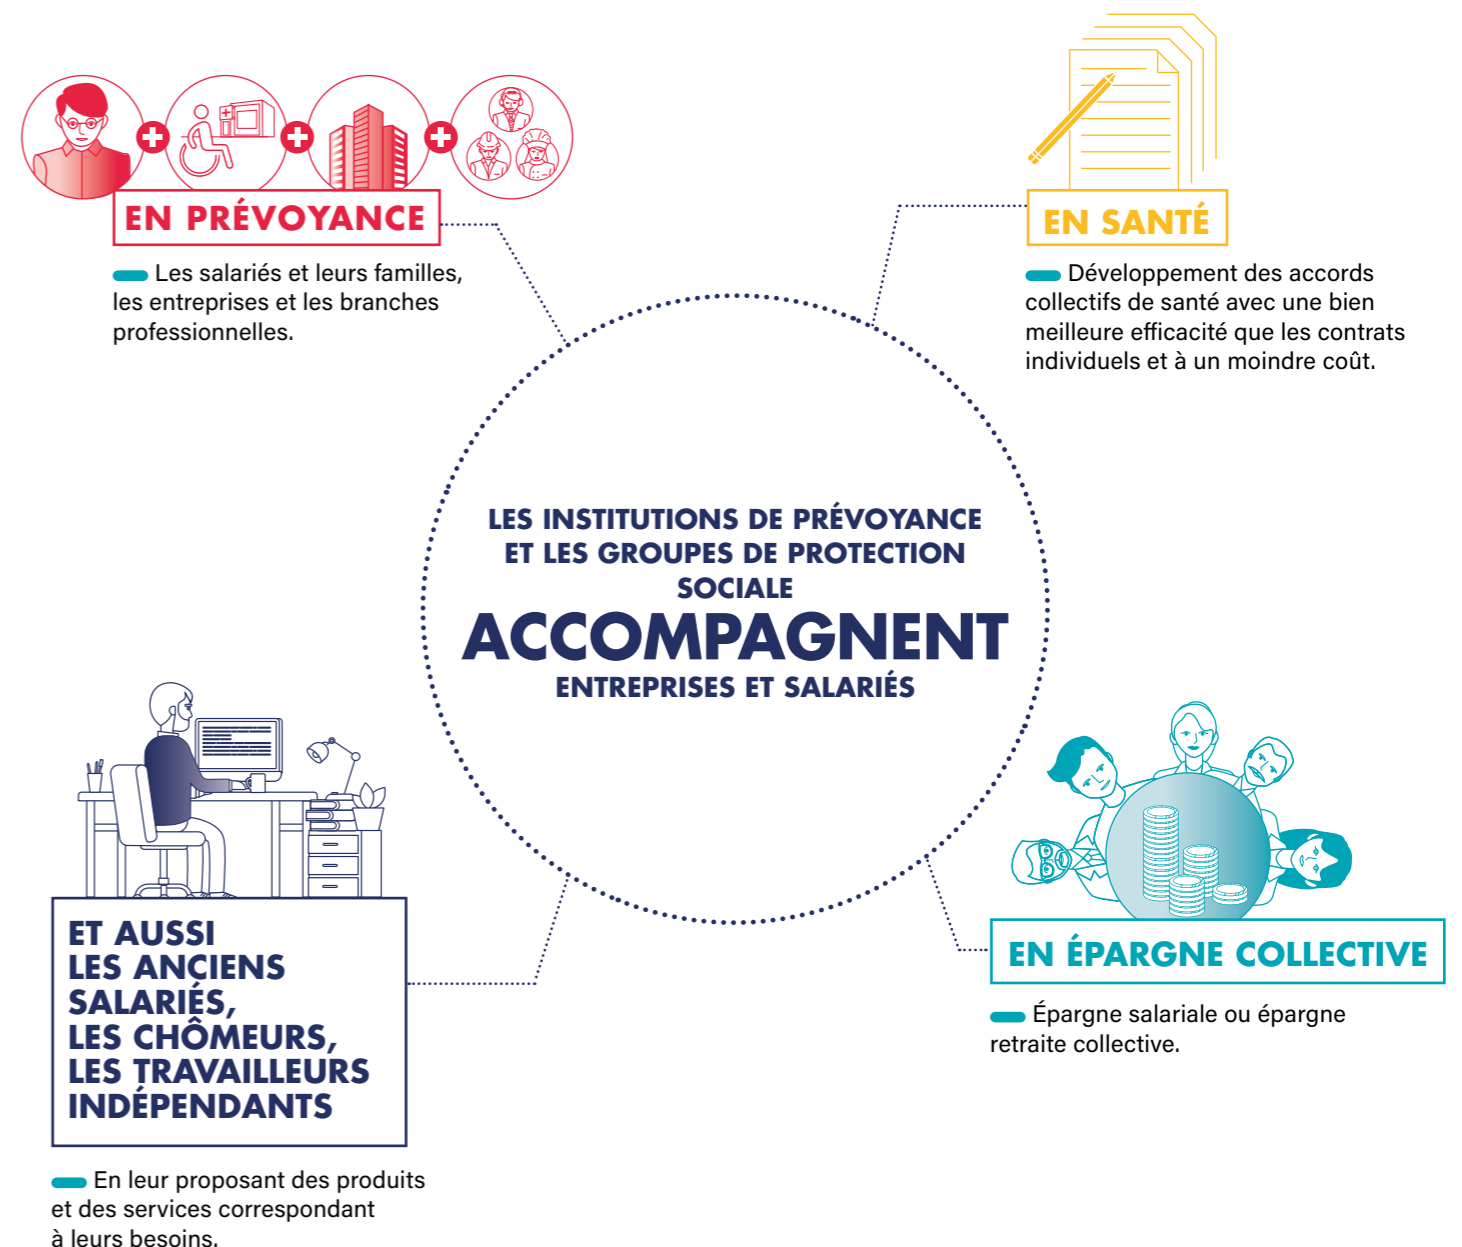 EN PRÉVOYANCE
Les salariés et leurs familles,
les entreprises et les branches
professionnelles.
EN SANTÉ
Développement des accords
collectifs de santé avec une bien
meilleure efficacité que les contrats
individuels et à un moindre coût.
LES INSTITUTIONS DE PRÉVOYANCE
ET LES GROUPES DE PROTECTION
SOCIALE
ACCOMPAGNENT
ENTREPRISES ET SALARIÉS
ET AUSSI
LES ANCIENS
SALARIÉS,
LES CHÔMEURS,
LES TRAVAILLEURS
INDÉPENDANTS
En leur proposant des produits
et des services correspondant
à leurs besoins.
EN ÉPARGNE COLLECTIVE
Épargne salariale ou épargne
retraite collective.